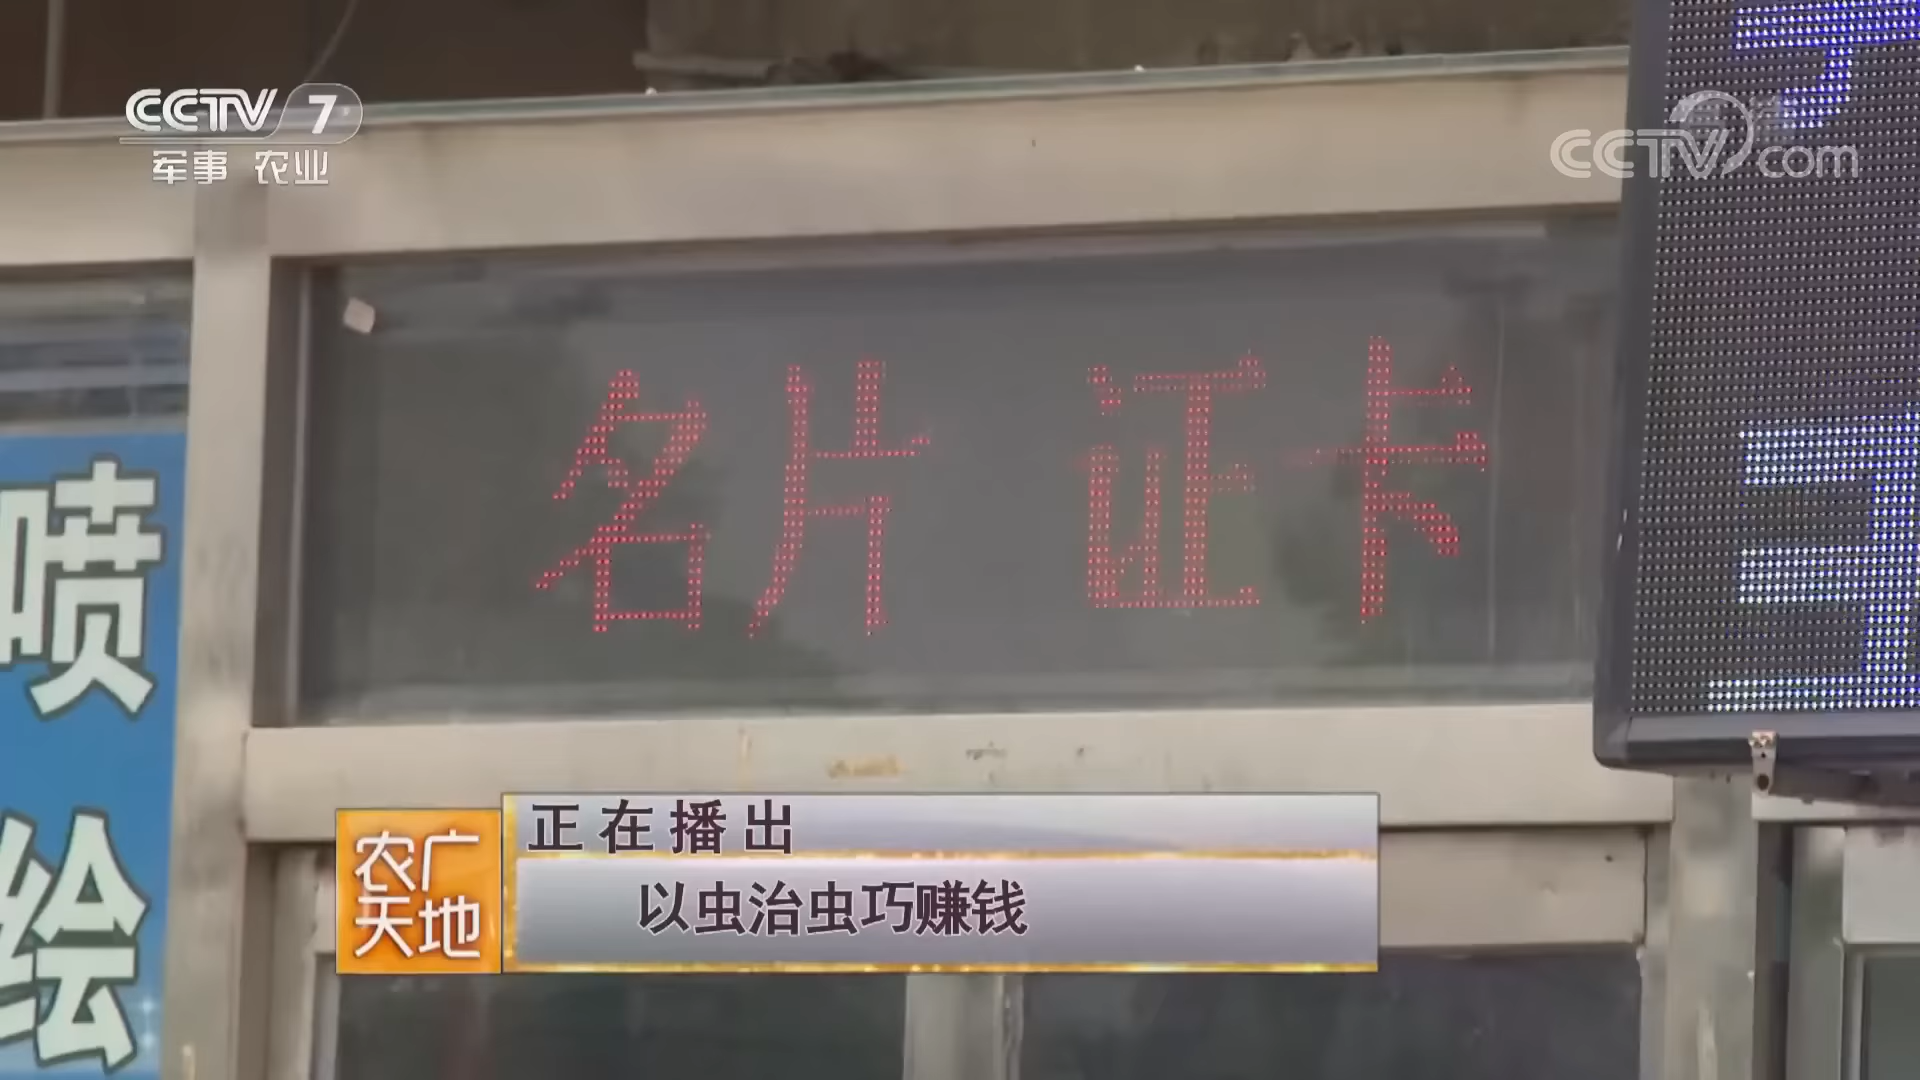 CCTV 7
军事 农业
CCTV.com
名片 证卡
喷绘
农广天地
正在播出
以虫治虫巧赚钱